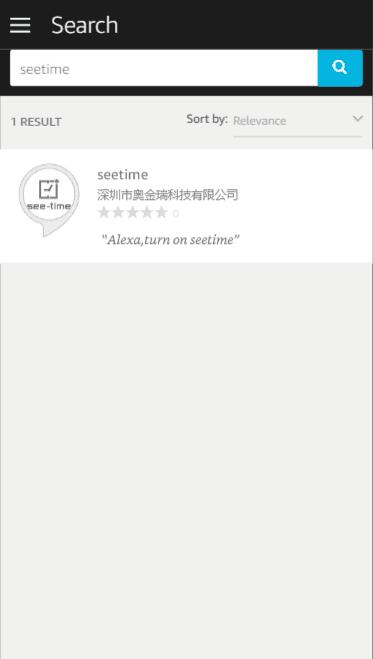 Search
seetime
1 RESULT
Sort by: Relevance
see-time
seetime
深圳市奥金瑞科技有限公司
0
"Alexa,turn on seetime"